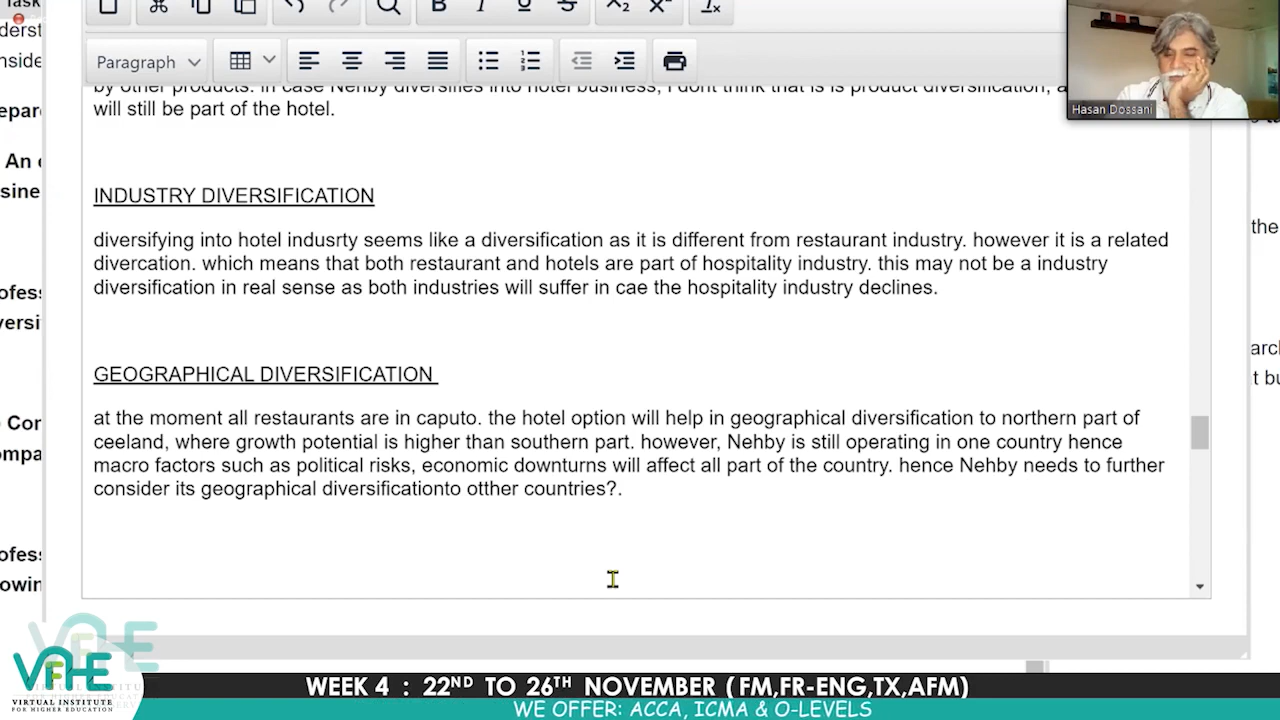 Task
Paragraph
Hasan Dossani
will still be part of the hotel.
INDUSTRY DIVERSIFICATION
diversifying into hotel indusrty seems like a diversification as it is different from restaurant industry. however it is a related
divercation. which means that both restaurant and hotels are part of hospitality industry. this may not be a industry
diversification in real sense as both industries will suffer in cae the hospitality industry declines.
GEOGRAPHICAL DIVERSIFICATION
at the moment all restaurants are in caputo. the hotel option will help in geographical diversification to northern part of
ceeland, where growth potential is higher than southern part. however, Nehby is still operating in one country hence
macro factors such as political risks, economic downturns will affect all part of the country. hence Nehby needs to further
consider its geographical diversificationto otther countries?.
An
the
VIFHE
VIRTUAL INSTITUTE
FOR HIGHER EDUCATION
WEEK 4 : 22ND TO 26TH NOVEMBER (FM,FR-ENG,TX,AFM)
WE OFFER: ACCA, ICMA & O-LEVELS